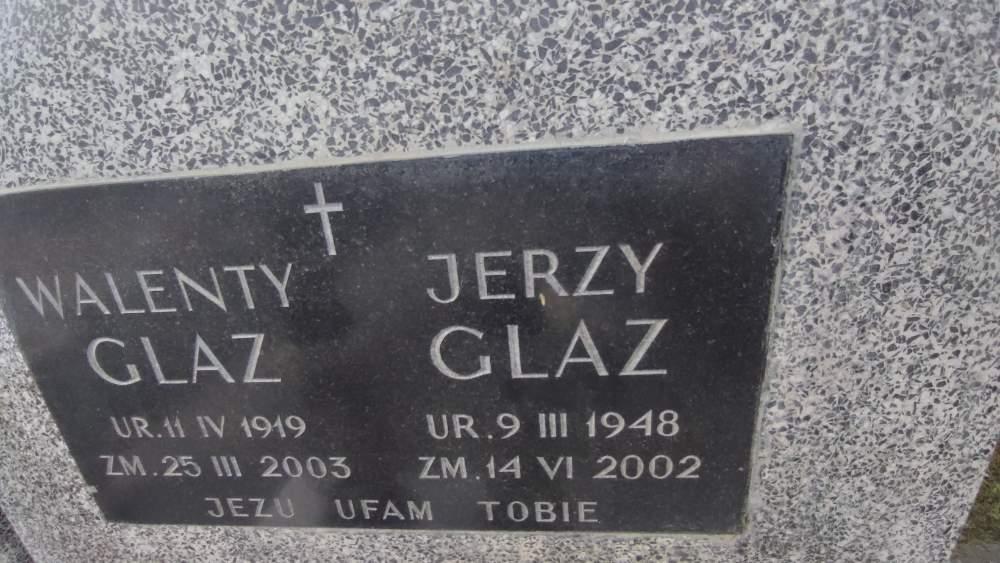 WALENTY
GLAZ
UR. 11 IV 1919
ZM. 25 III 2003
JERZY
GLAZ
UR. 9 III 1948
ZM. 14 VI 2002
JEZU UFAM TOBIE